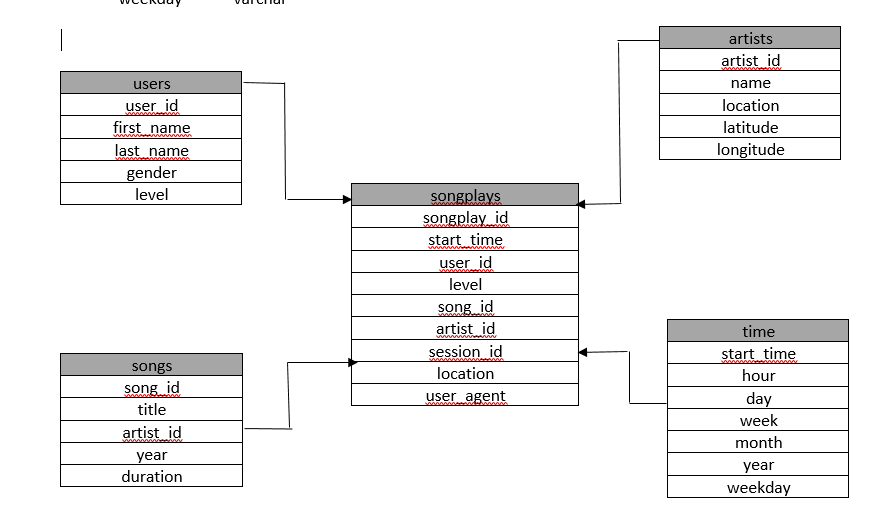 weekday varchar
users
user_id
first_name
last_name
gender
level
artists
artist_id
name
location
latitude
longitude
songplays
songplay_id
start_time
user_id
level
song_id
artist_id
session_id
location
user_agent
songs
song_id
title
artist_id
year
duration
time
start_time
hour
day
week
month
year
weekday